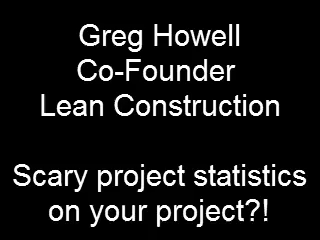 Greg Howell
Co-Founder
Lean Construction
Scary project statistics
on your project?!